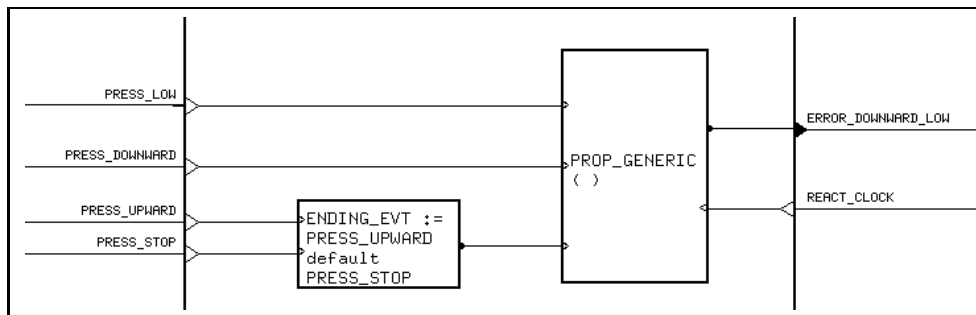 PRESS_LOW
PRESS_DOWNWARD
PRESS_UPWARD
PRESS_STOP
ENDING_EVT :=
PRESS_UPWARD
default
PRESS_STOP
PROP_GENERIC
( )
ERROR_DOWNWARD_LOW
REACT_CLOCK